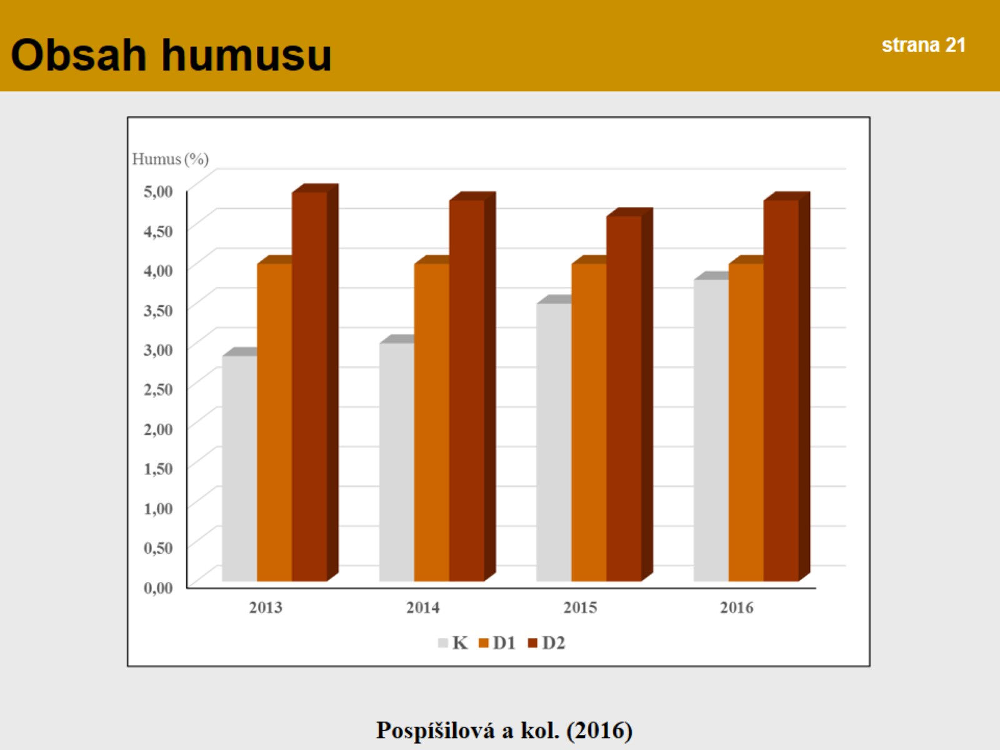 Obsah humusu
strana 21
Humus (%)
5,00
4,50
4,00
3,50
3,00
2,50
2,00
1,50
1,00
0,50
0,00
2013 2014 2015 2016
K D1 D2
Pospíšilová a kol. (2016)